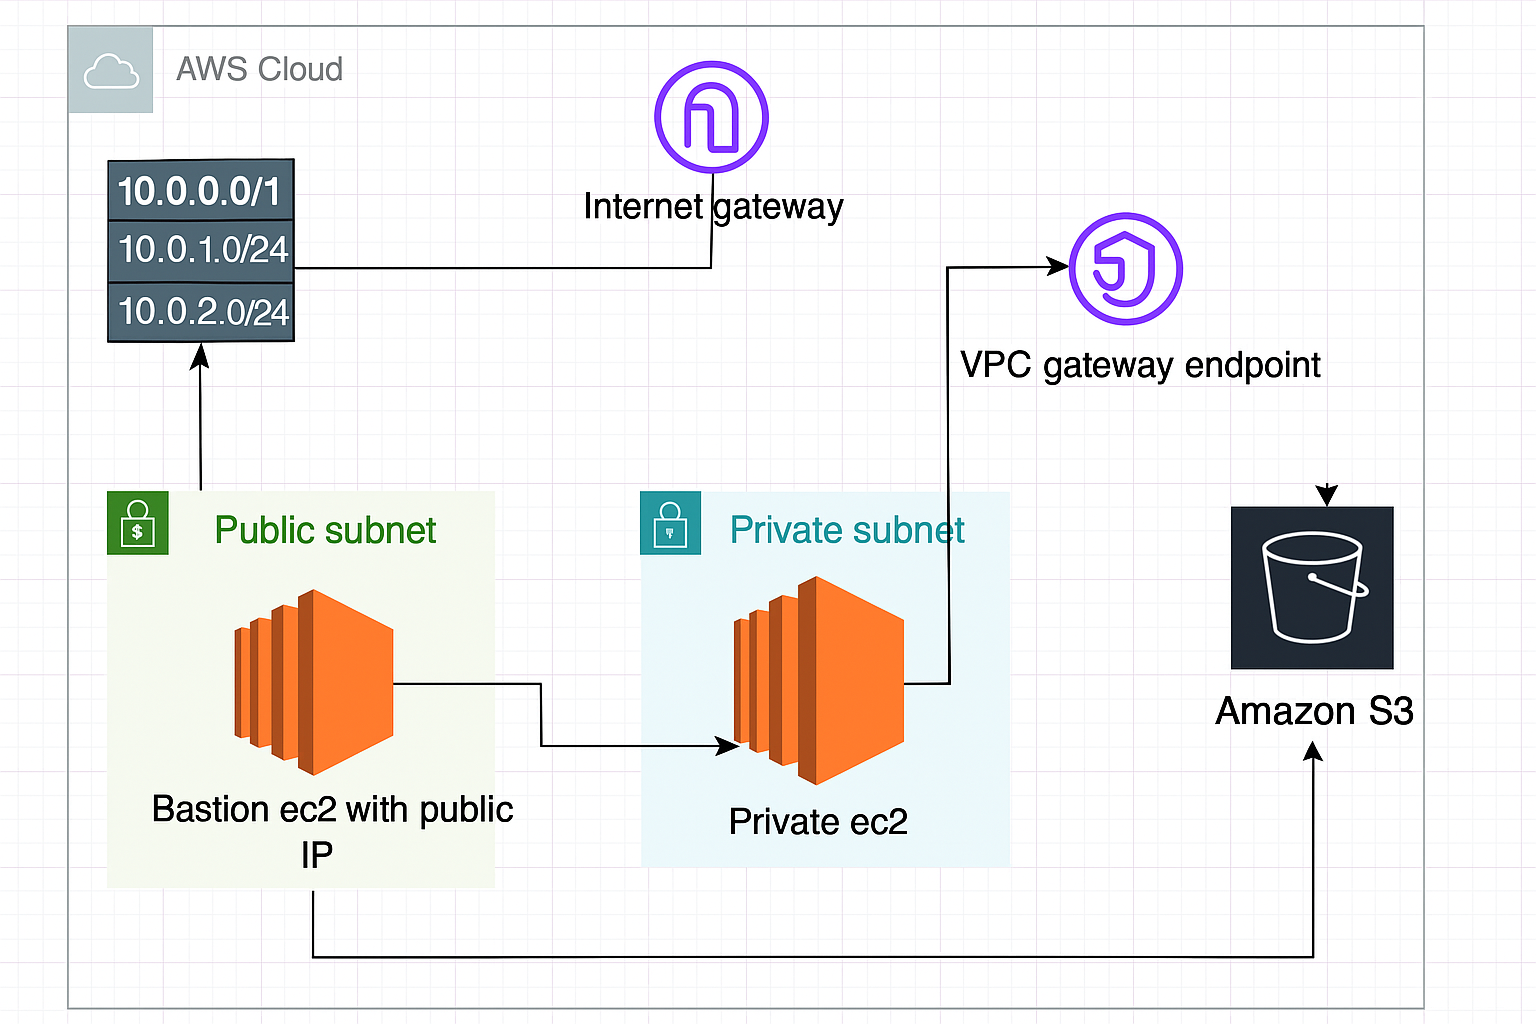 AWS Cloud
10.0.0.0/1
10.0.1.0/24
10.0.2.0/24
Internet gateway
VPC gateway endpoint
Public subnet
$
Private subnet
Bastion ec2 with public
IP
Private ec2
Amazon S3